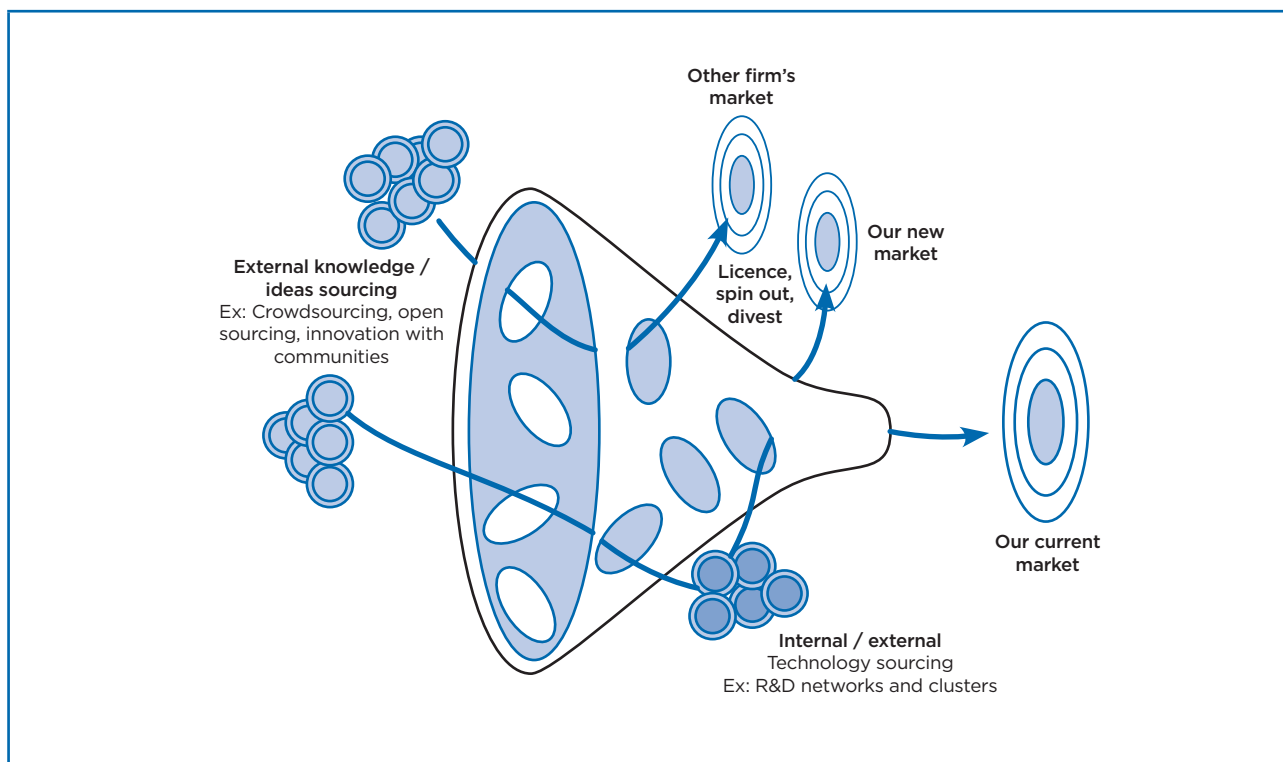 Other firm's
market
Our new
market
Licence,
spin out,
divest
External knowledge /
ideas sourcing
Ex: Crowdsourcing, open
sourcing, innovation with
communities
Our current
market
Internal / external
Technology sourcing
Ex: R&D networks and clusters